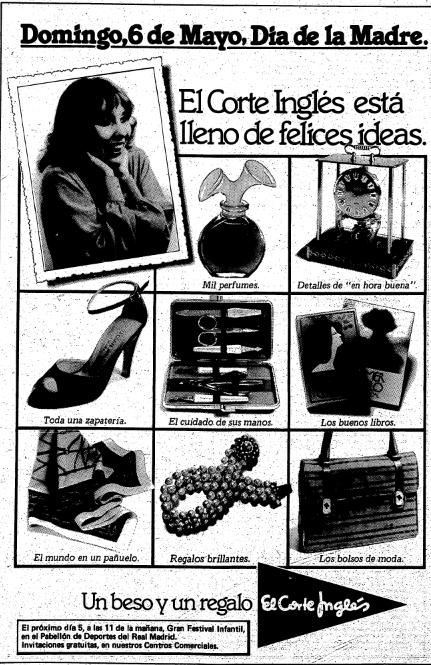 Domingo,6 de Mayo, Día de la Madre.
El Corte Inglés está
lleno de felices ideas.
Mil perfumes.
Detalles de "en hora buena".
Toda una zapatería.
El cuidado de sus manos.
Los buenos libros.
El mundo en un pañuelo.
Regalos brillantes.
Los bolsos de moda.
Un beso y un regalo
El Corte Inglés
El próximo día 5, a las 11 de la mañana, Gran Festival Infantil,
en el Pabellón de Deportes del Real Madrid.
Invitaciones gratuitas, en nuestros Centros Comerciales.